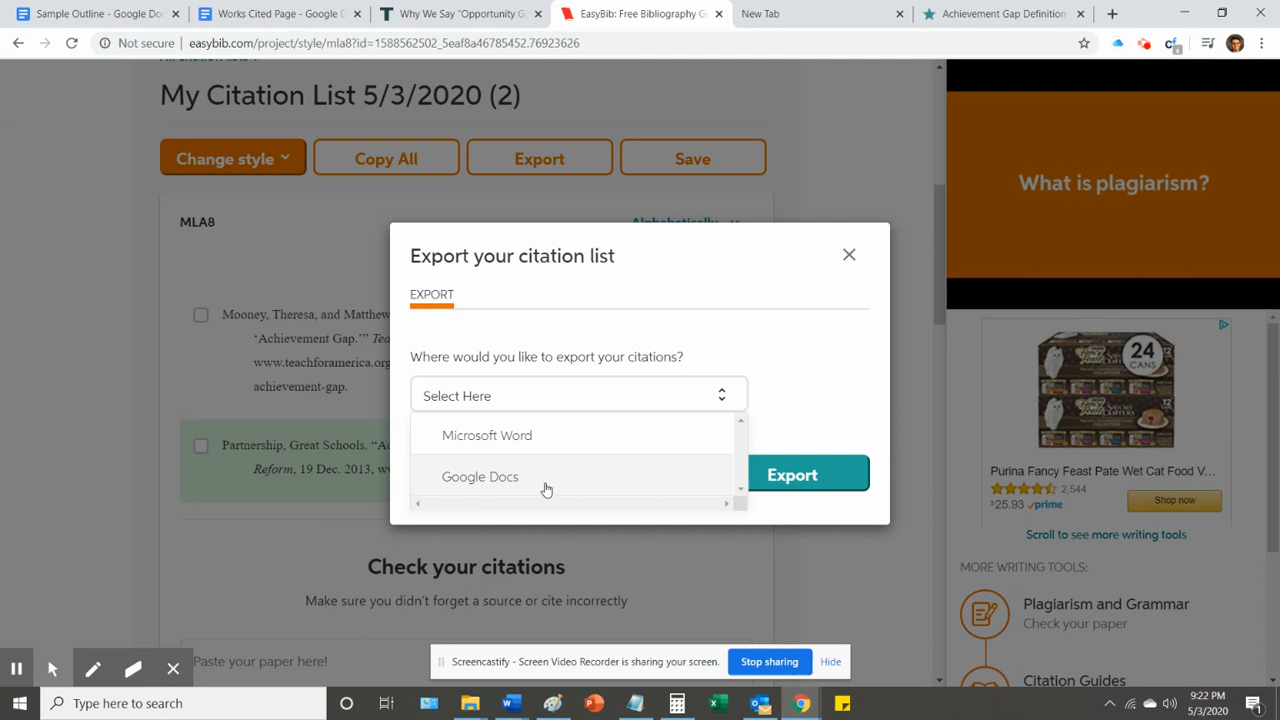 Sample Outline - Google Doc
Works Cited Page - Google D
Why We Say "Opportunity G
EasyBib: Free Bibliography G
New Tab
Achievement Gap Definition
Not secure
easybib.com/project/style/mla8?id=1588562502_5eaf8a46785452.76923626
My Citation List 5/3/2020 (2)
Change style
Copy All
Export
Save
What is plagiarism?
MLA8
Alphabetically
Export your citation list
EXPORT
Mooney, Theresa, and Matthew
'Achievement Gap.'" Tea
www.teachforamerica.org
achievement-gap.
Where would you like to export your citations?
Select Here
Microsoft Word
Google Docs
Export
Partnership, Great Schools. "Ac
Reform, 19 Dec. 2013, ww
24
CANS
Purina Fancy Feast Pate Wet Cat Food V...
2,544
$25.93 prime
Shop now
Scroll to see more writing tools
Check your citations
Make sure you didn't forget a source or cite incorrectly
Paste your paper here!
MORE WRITING TOOLS:
Plagiarism and Grammar
Check your paper
Citation Guides
Screencastify - Screen Video Recorder is sharing your screen.
Stop sharing
Hide
Type here to search
9:22 PM
5/3/2020